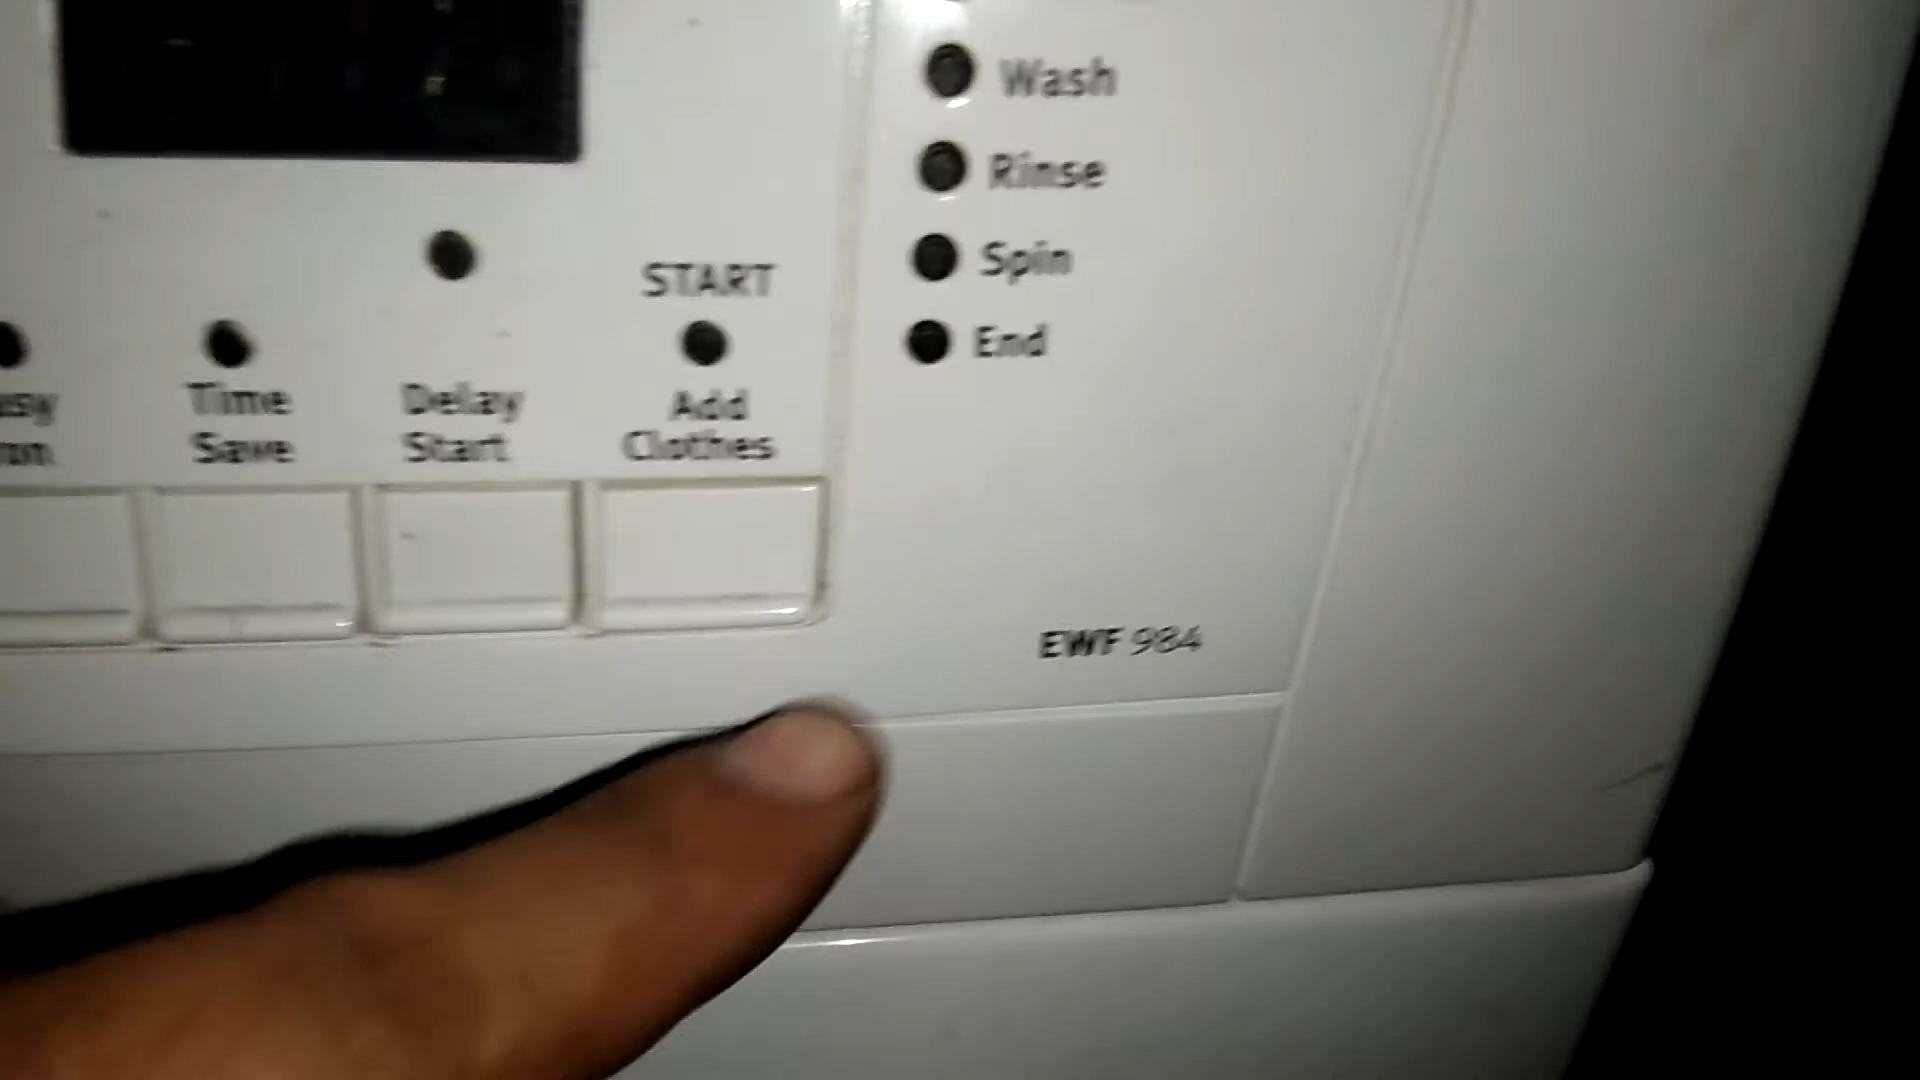 Wash
Rinse
Spin
End
START
Time
Save
Delay
Start
Add
Clothes
EWF 984